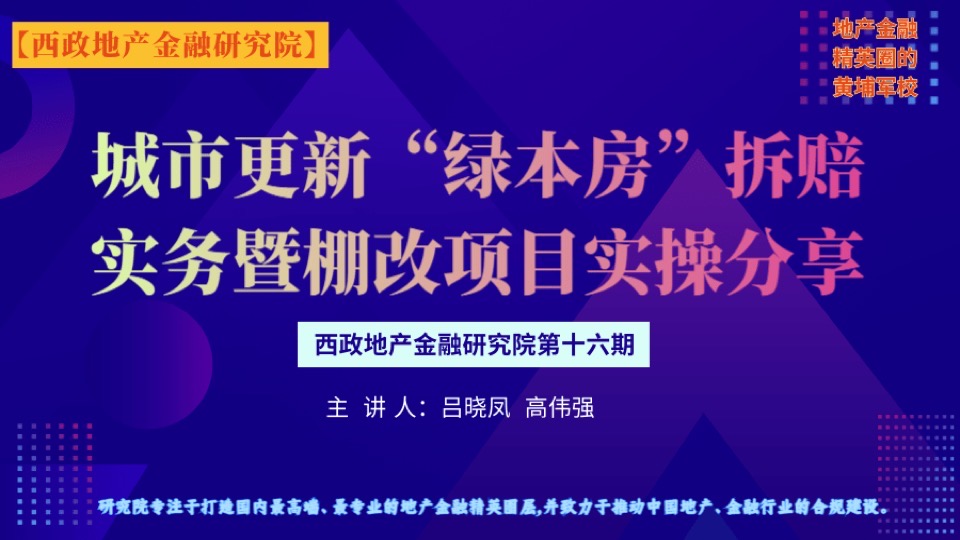 【西政地产金融研究院】
地产金融
精英圈的
黄埔军校
城市更新“绿本房”拆赔
实务暨棚改项目实操分享
西政地产金融研究院第十六期
主 讲 人：吕晓凤 高伟强
研究院专注于打造国内最高端、最专业的地产金融精英圈层,并致力于推动中国地产、金融行业的合规建设。